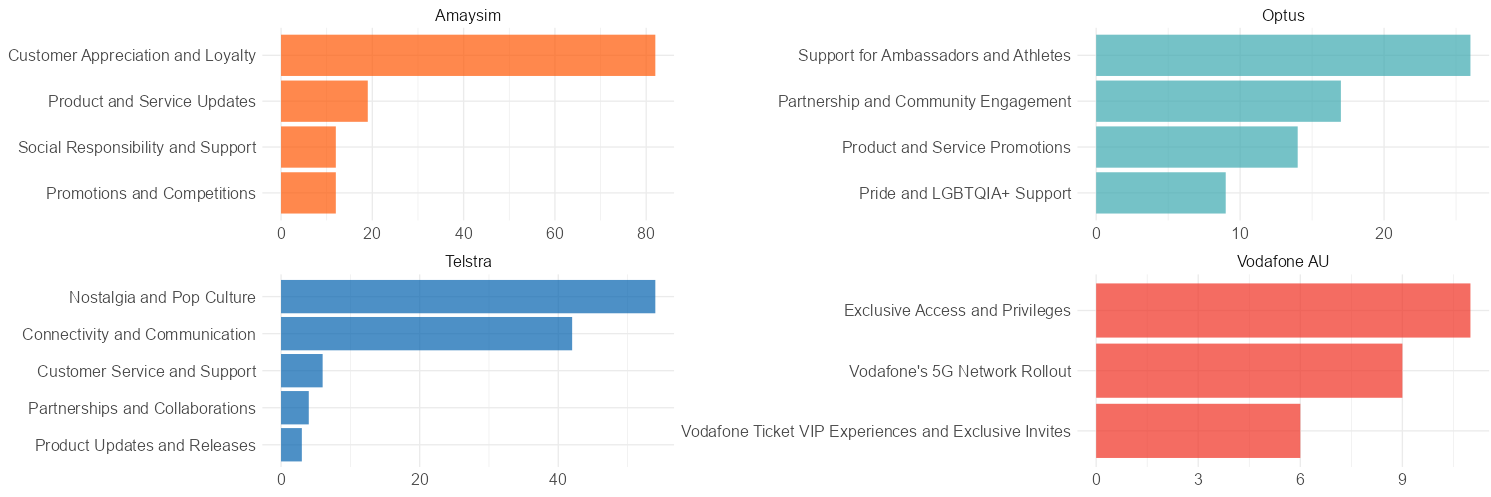 Amaysim
Customer Appreciation and Loyalty
Product and Service Updates
Social Responsibility and Support
Promotions and Competitions
0 20 40 60 80
Optus
Support for Ambassadors and Athletes
Partnership and Community Engagement
Product and Service Promotions
Pride and LGBTQIA+ Support
0 10 20
Telstra
Nostalgia and Pop Culture
Connectivity and Communication
Customer Service and Support
Partnerships and Collaborations
Product Updates and Releases
0 20 40
Vodafone AU
Exclusive Access and Privileges
Vodafone's 5G Network Rollout
Vodafone Ticket VIP Experiences and Exclusive Invites
0 3 6 9